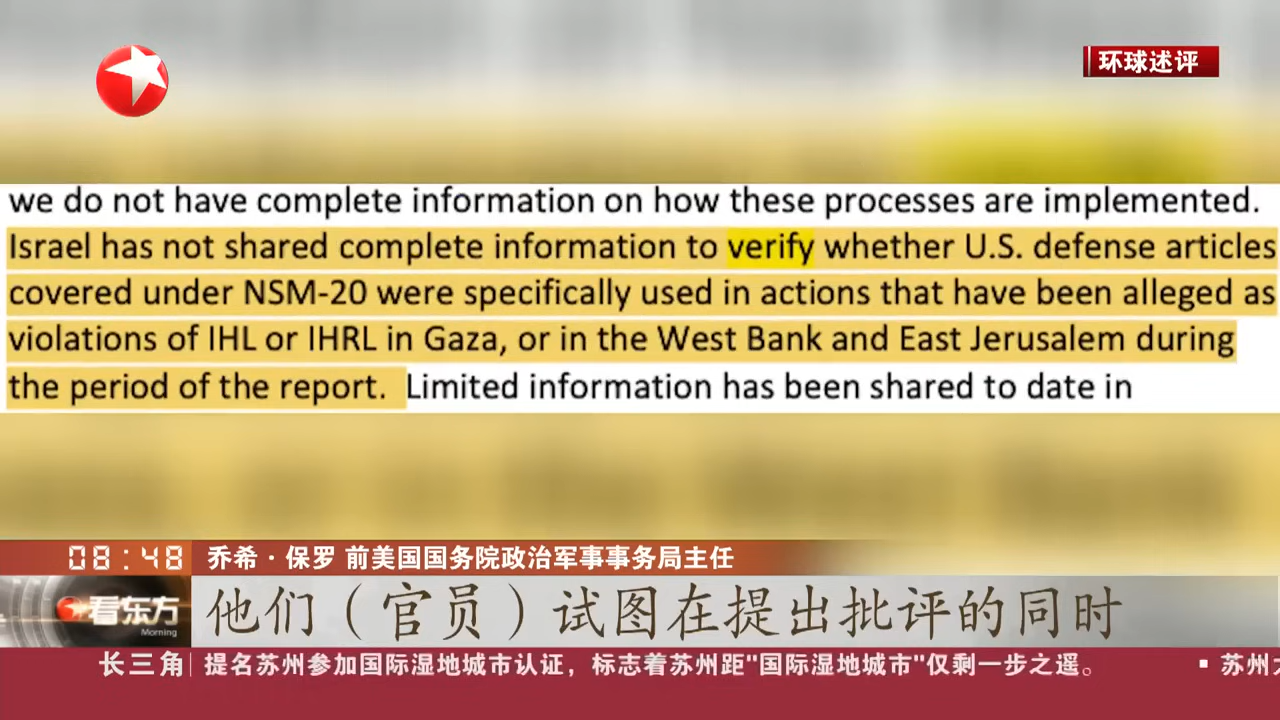 环球述评
we do not have complete information on how these processes are implemented.
Israel has not shared complete information to verify whether U.S. defense articles
covered under NSM-20 were specifically used in actions that have been alleged as
violations of IHL or IHRL in Gaza, or in the West Bank and East Jerusalem during
the period of the report. Limited information has been shared to date in
08:48
乔希·保罗 前美国国务院政治军事事务局主任
看东方
Morning
他们（官员）试图在提出批评的同时
长三角
提名苏州参加国际湿地城市认证，标志着苏州距"国际湿地城市"仅剩一步之遥。
▪ 苏州